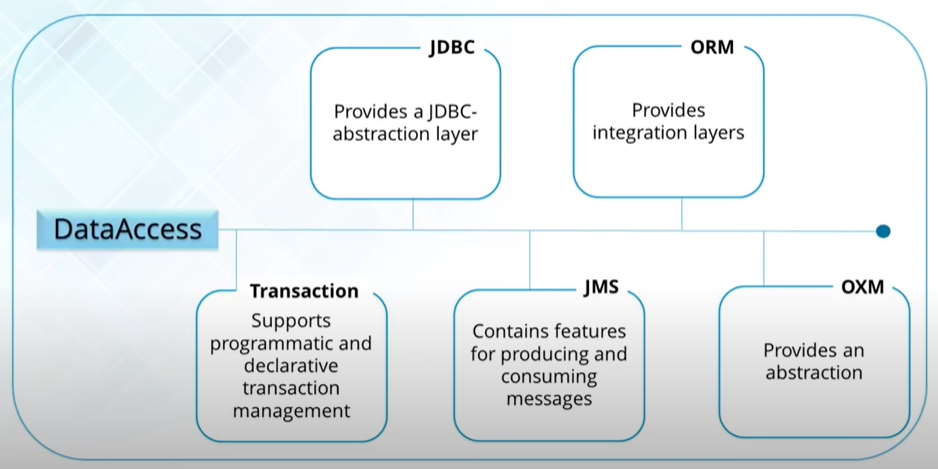 JDBC
Provides a JDBC-
abstraction layer
ORM
Provides
integration layers
DataAccess
Transaction
Supports
programmatic and
declarative
transaction
management
JMS
Contains features
for producing and
consuming
messages
OXM
Provides an
abstraction